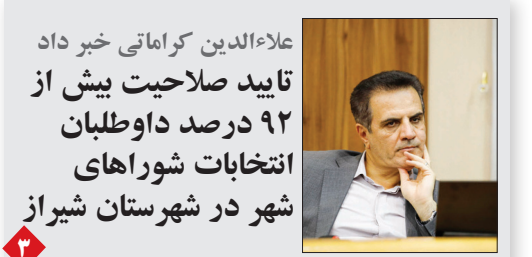 علاءالدین کراماتی خبر داد
تایید صلاحیت بیش از
۹۲ درصد داوطلبان
انتخابات شوراهای
شهر در شهرستان شیراز
۳